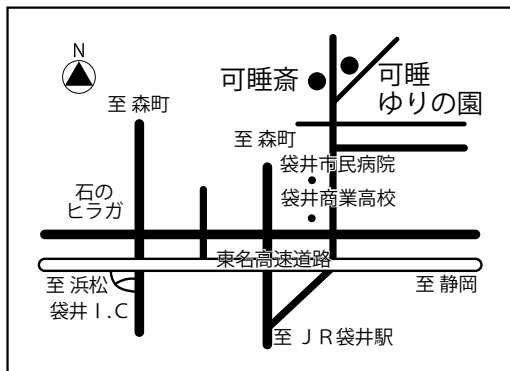 N
可睡斎
可睡
ゆりの園
至 森町
至 森町
袋井市民病院
袋井商業高校
石の
ヒラガ
東名高速道路
至 浜松
袋井Ｉ.Ｃ
至 静岡
至 ＪＲ袋井駅